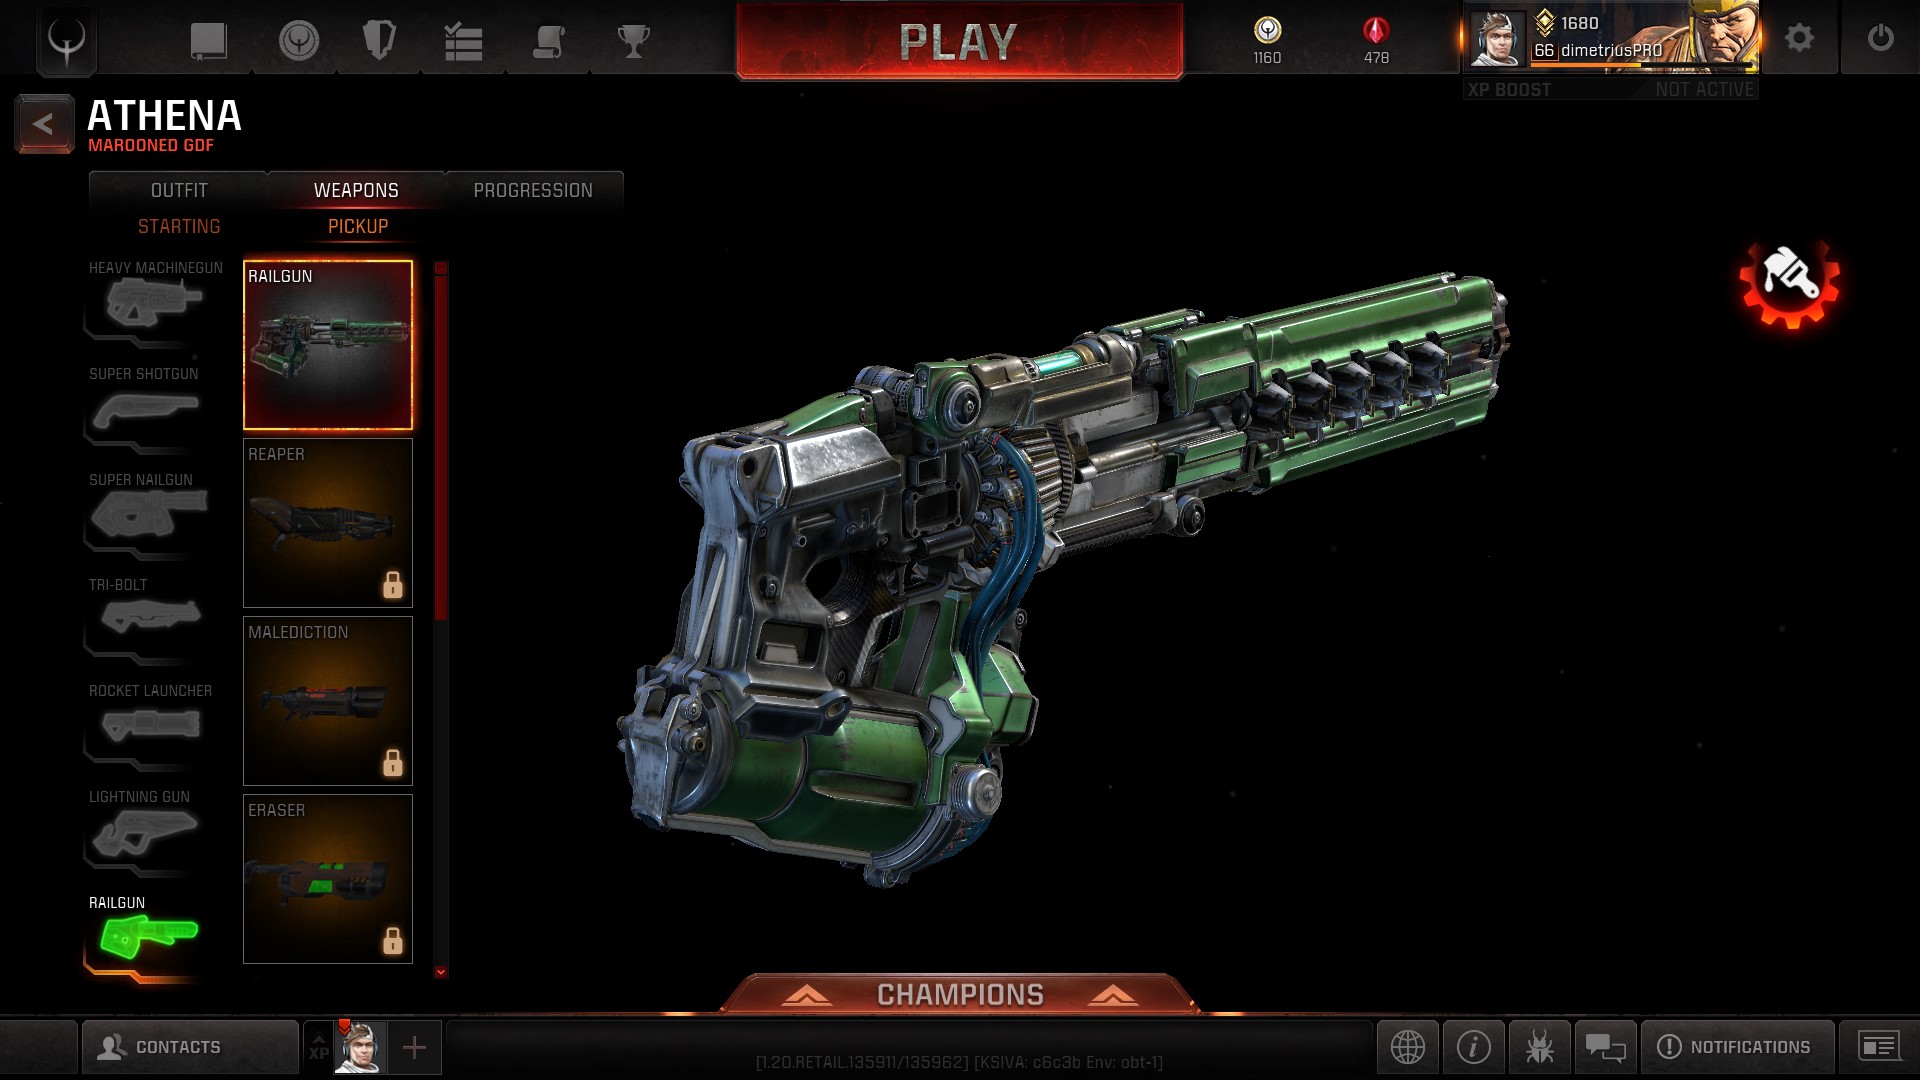 PLAY
1160
478
1680
66 dimetriusPRO
XP BOOST
NOT ACTIVE
<
ATHENA
MAROONED GDF
OUTFIT
WEAPONS
PROGRESSION
STARTING
PICKUP
HEAVY MACHINEGUN
SUPER SHOTGUN
SUPER NAILGUN
TRI-BOLT
ROCKET LAUNCHER
LIGHTNING GUN
RAILGUN
RAILGUN
REAPER
MALEDICTION
ERASER
CHAMPIONS
CONTACTS
XP
+
[1.20.RETAIL.135911/135962] [KSIVA: c6c3b Env: obt-1]
NOTIFICATIONS